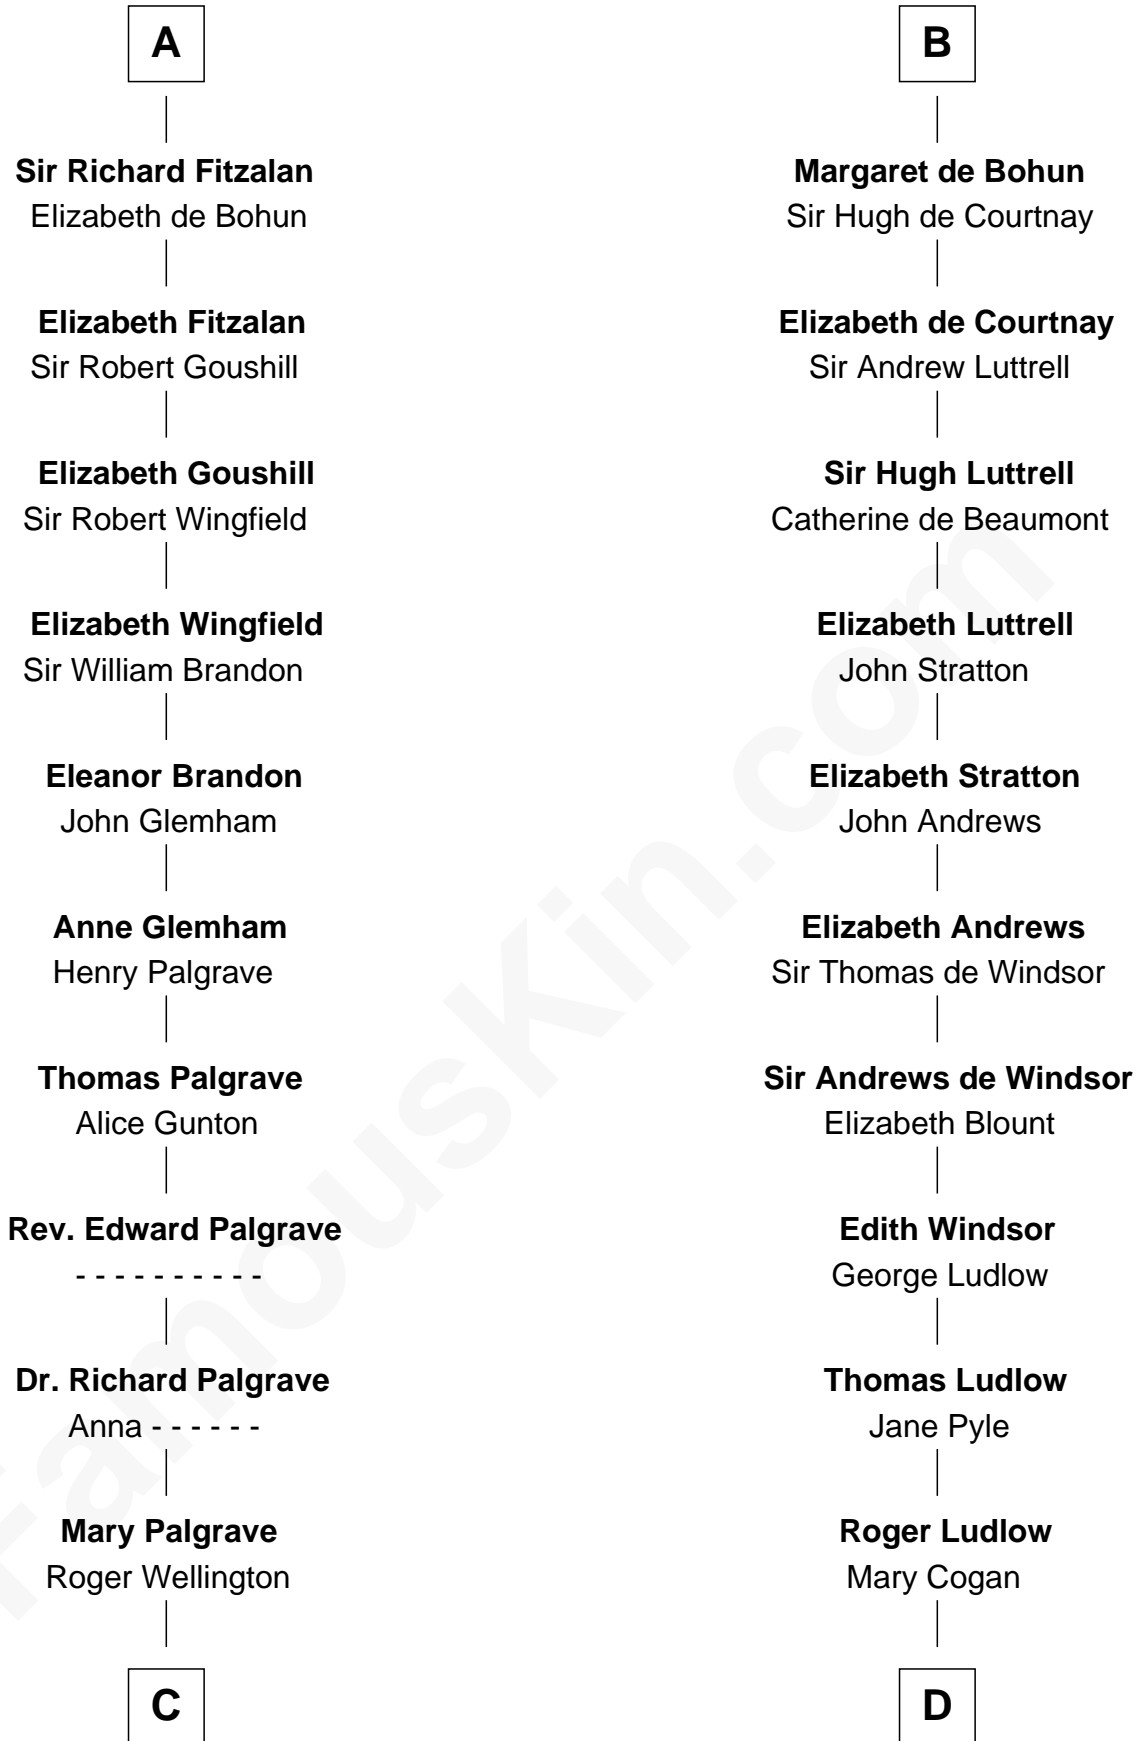 A
Sir Richard Fitzalan
Elizabeth de Bohun
Elizabeth Fitzalan
Sir Robert Goushill
Elizabeth Goushill
Sir Robert Wingfield
Elizabeth Wingfield
Sir William Brandon
Eleanor Brandon
John Glemham
Anne Glemham
Henry Palgrave
Thomas Palgrave
Alice Gunton
Rev. Edward Palgrave
- - - - - - - - - -
Dr. Richard Palgrave
Anna - - - - - -
Mary Palgrave
Roger Wellington
C
B
Margaret de Bohun
Sir Hugh de Courtnay
Elizabeth de Courtnay
Sir Andrew Luttrell
Sir Hugh Luttrell
Catherine de Beaumont
Elizabeth Luttrell
John Stratton
Elizabeth Stratton
John Andrews
Elizabeth Andrews
Sir Thomas de Windsor
Sir Andrews de Windsor
Elizabeth Blount
Edith Windsor
George Ludlow
Thomas Ludlow
Jane Pyle
Roger Ludlow
Mary Cogan
D
FamousKin.com